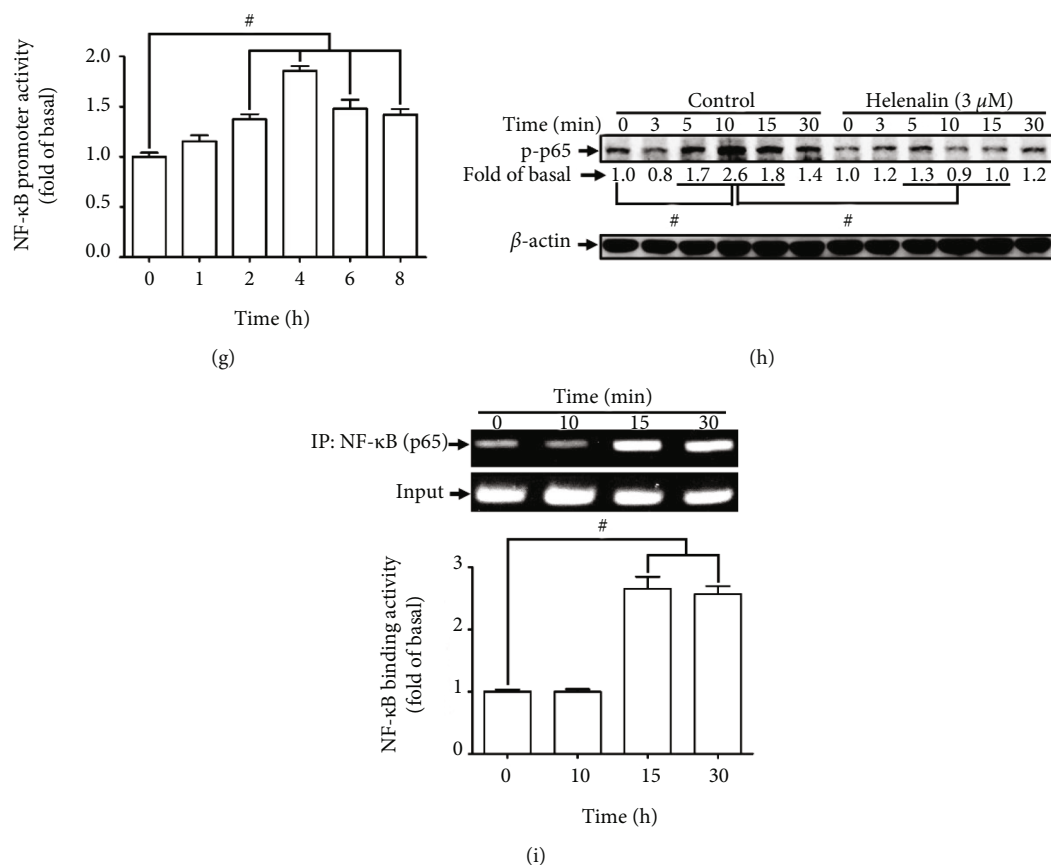 #
NF-κB promoter activity
(fold of basal)
2.0
1.5
1.0
0.5
0.0
0 1 2 4 6 8
Time (h)
(g)
Control Helenalin (3 μM)
Time (min) 0 3 5 10 15 30 0 3 5 10 15 30
p-p65
Fold of basal 1.0 0.8 1.7 2.6 1.8 1.4 1.0 1.2 1.3 0.9 1.0 1.2
# #
β-actin
(h)
Time (min)
0 10 15 30
IP: NF-κB (p65)
Input
#
NF-κB binding activity
(fold of basal)
3
2
1
0
0 10 15 30
Time (h)
(i)